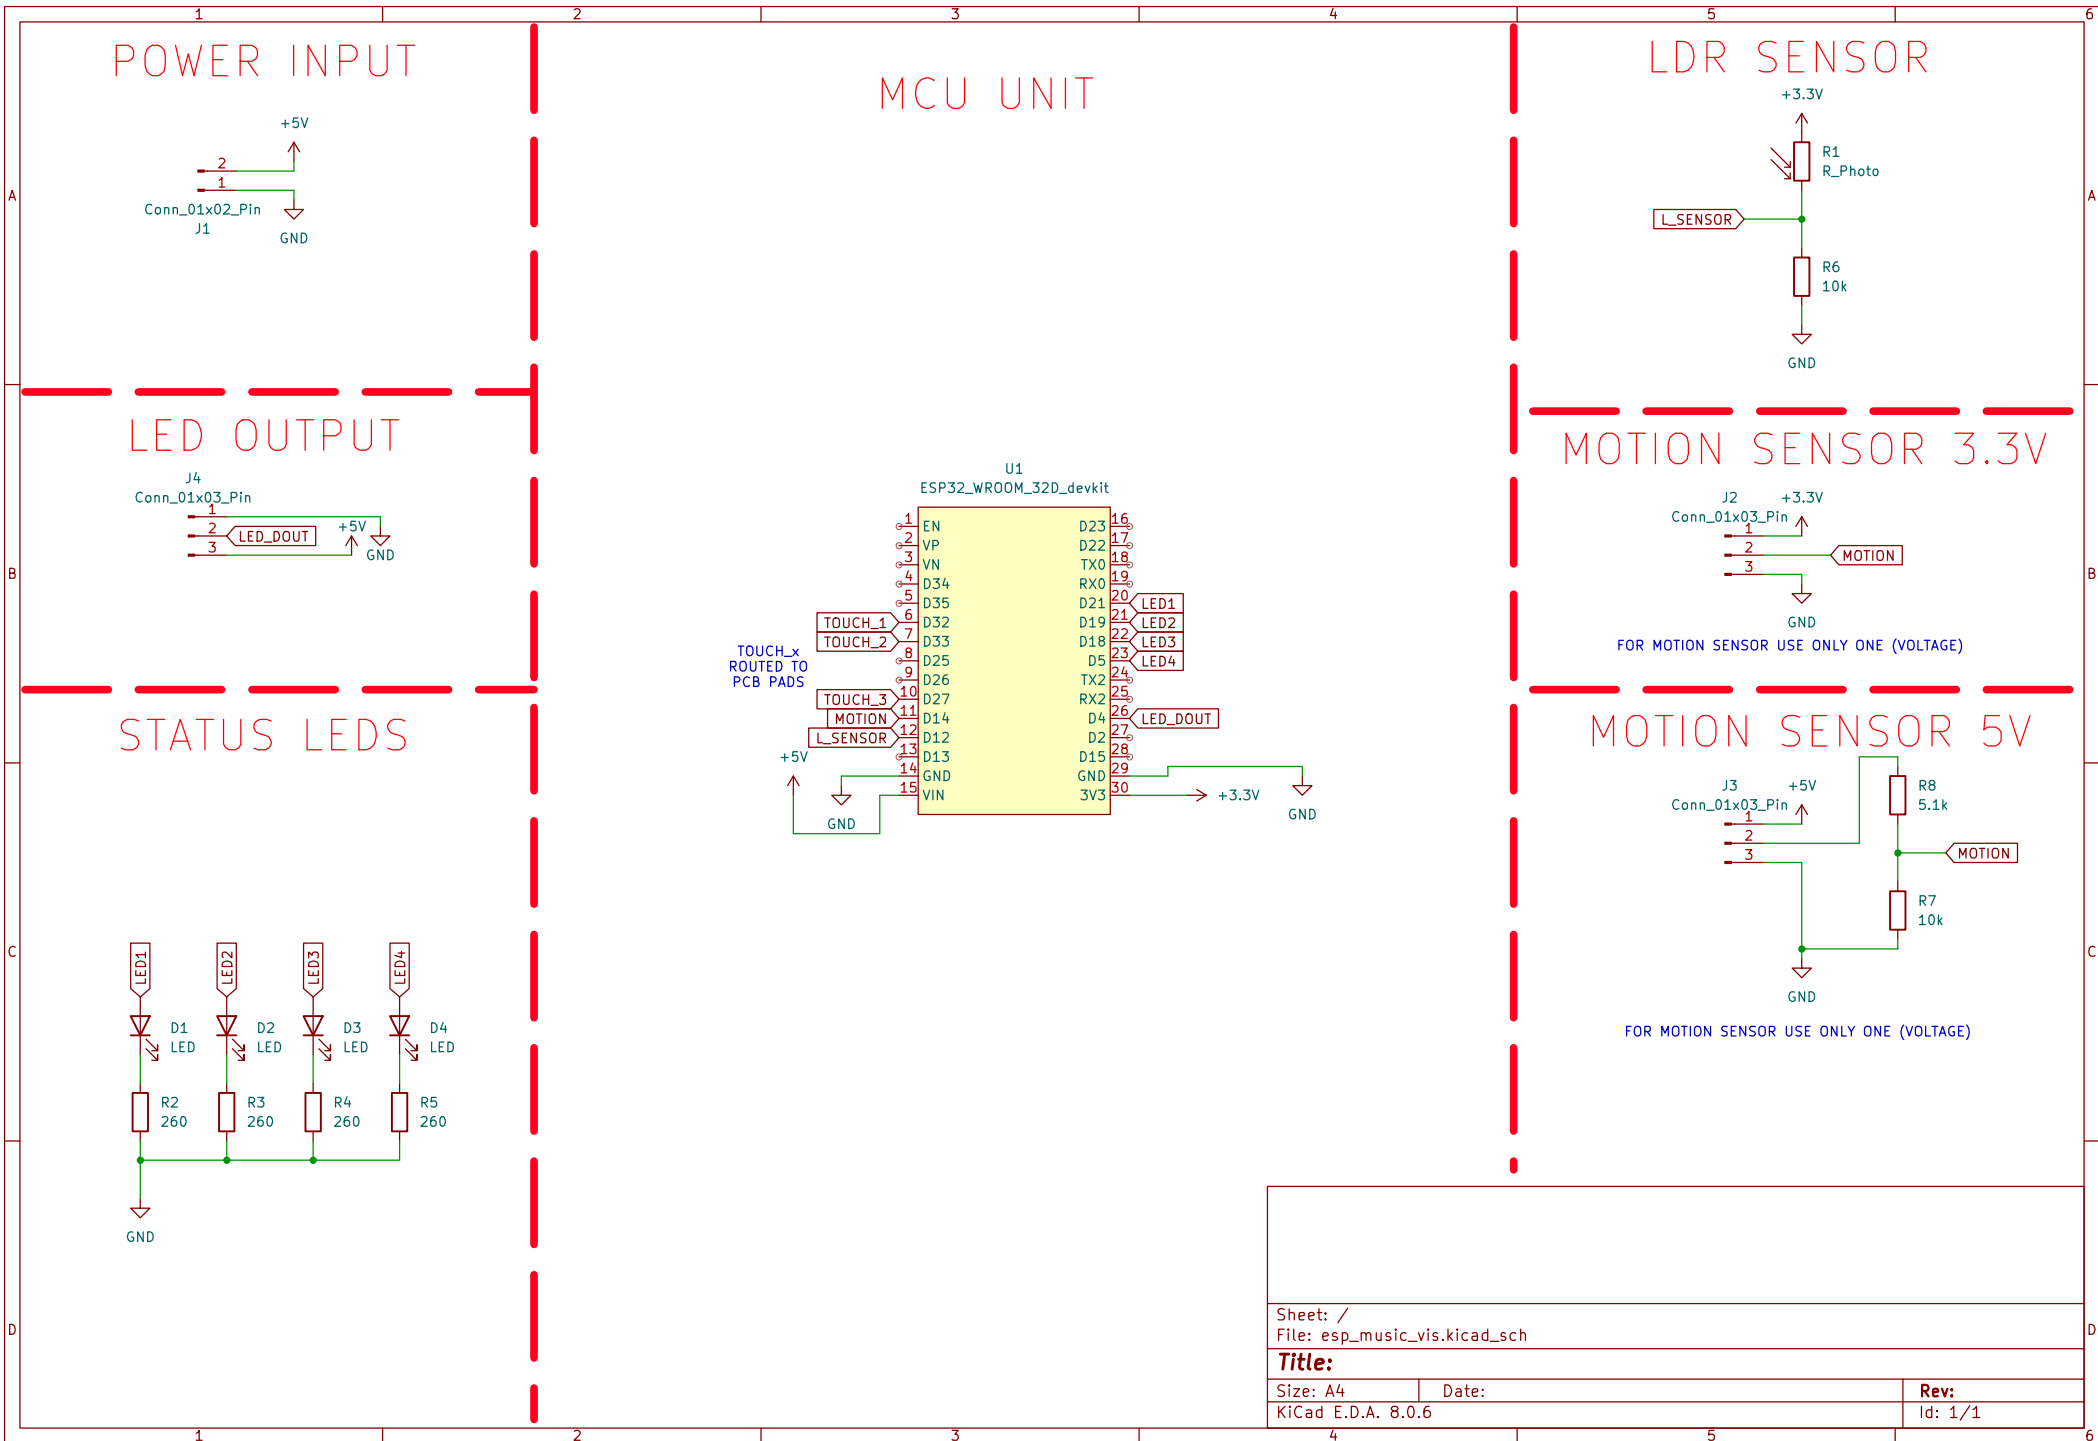 1 2 3 4 5 6
POWER INPUT
+5V
2
1
Conn_01x02_Pin
J1
GND
LED OUTPUT
J4
Conn_01x03_Pin
1
2
3
LED_DOUT
+5V
GND
STATUS LEDS
LED1 LED2 LED3 LED4
D1 D2 D3 D4
LED LED LED LED
R2 R3 R4 R5
260 260 260 260
GND
MCU UNIT
U1
ESP32_WROOM_32D_devkit
1 EN D23 16
2 VP D22 17
3 VN TX0 18
4 D34 RX0 19
5 D35 D21 20 LED1
TOUCH_1 6 D32 D19 21 LED2
TOUCH_2 7 D33 D18 22 LED3
8 D25 D5 23 LED4
9 D26 TX2 24
TOUCH_3 10 D27 RX2 25
MOTION 11 D14 D4 26 LED_DOUT
L_SENSOR 12 D12 D2 27
13 D13 D15 28
14 GND GND 29
15 VIN 3V3 30
TOUCH_x
ROUTED TO
PCB PADS
+5V
GND
+3.3V
GND
LDR SENSOR
+3.3V
R1
R_Photo
L_SENSOR
R6
10k
GND
MOTION SENSOR 3.3V
J2
Conn_01x03_Pin
+3.3V
1
2
3
MOTION
GND
FOR MOTION SENSOR USE ONLY ONE (VOLTAGE)
MOTION SENSOR 5V
J3
Conn_01x03_Pin
+5V
1
2
3
R8
5.1k
MOTION
R7
10k
GND
FOR MOTION SENSOR USE ONLY ONE (VOLTAGE)
A
B
C
D
A
B
C
D
Sheet: /
File: esp_music_vis.kicad_sch
Title:
Size: A4 Date: Rev:
KiCad E.D.A. 8.0.6 Id: 1/1
1 2 3 4 5 6